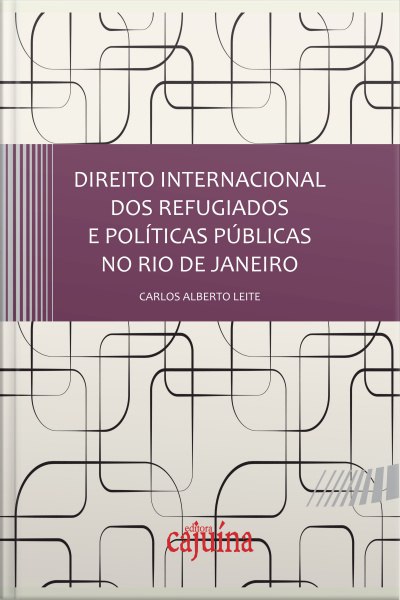 DIREITO INTERNACIONAL
DOS REFUGIADOS
E POLÍTICAS PÚBLICAS
NO RIO DE JANEIRO
CARLOS ALBERTO LEITE
editora
cajuína